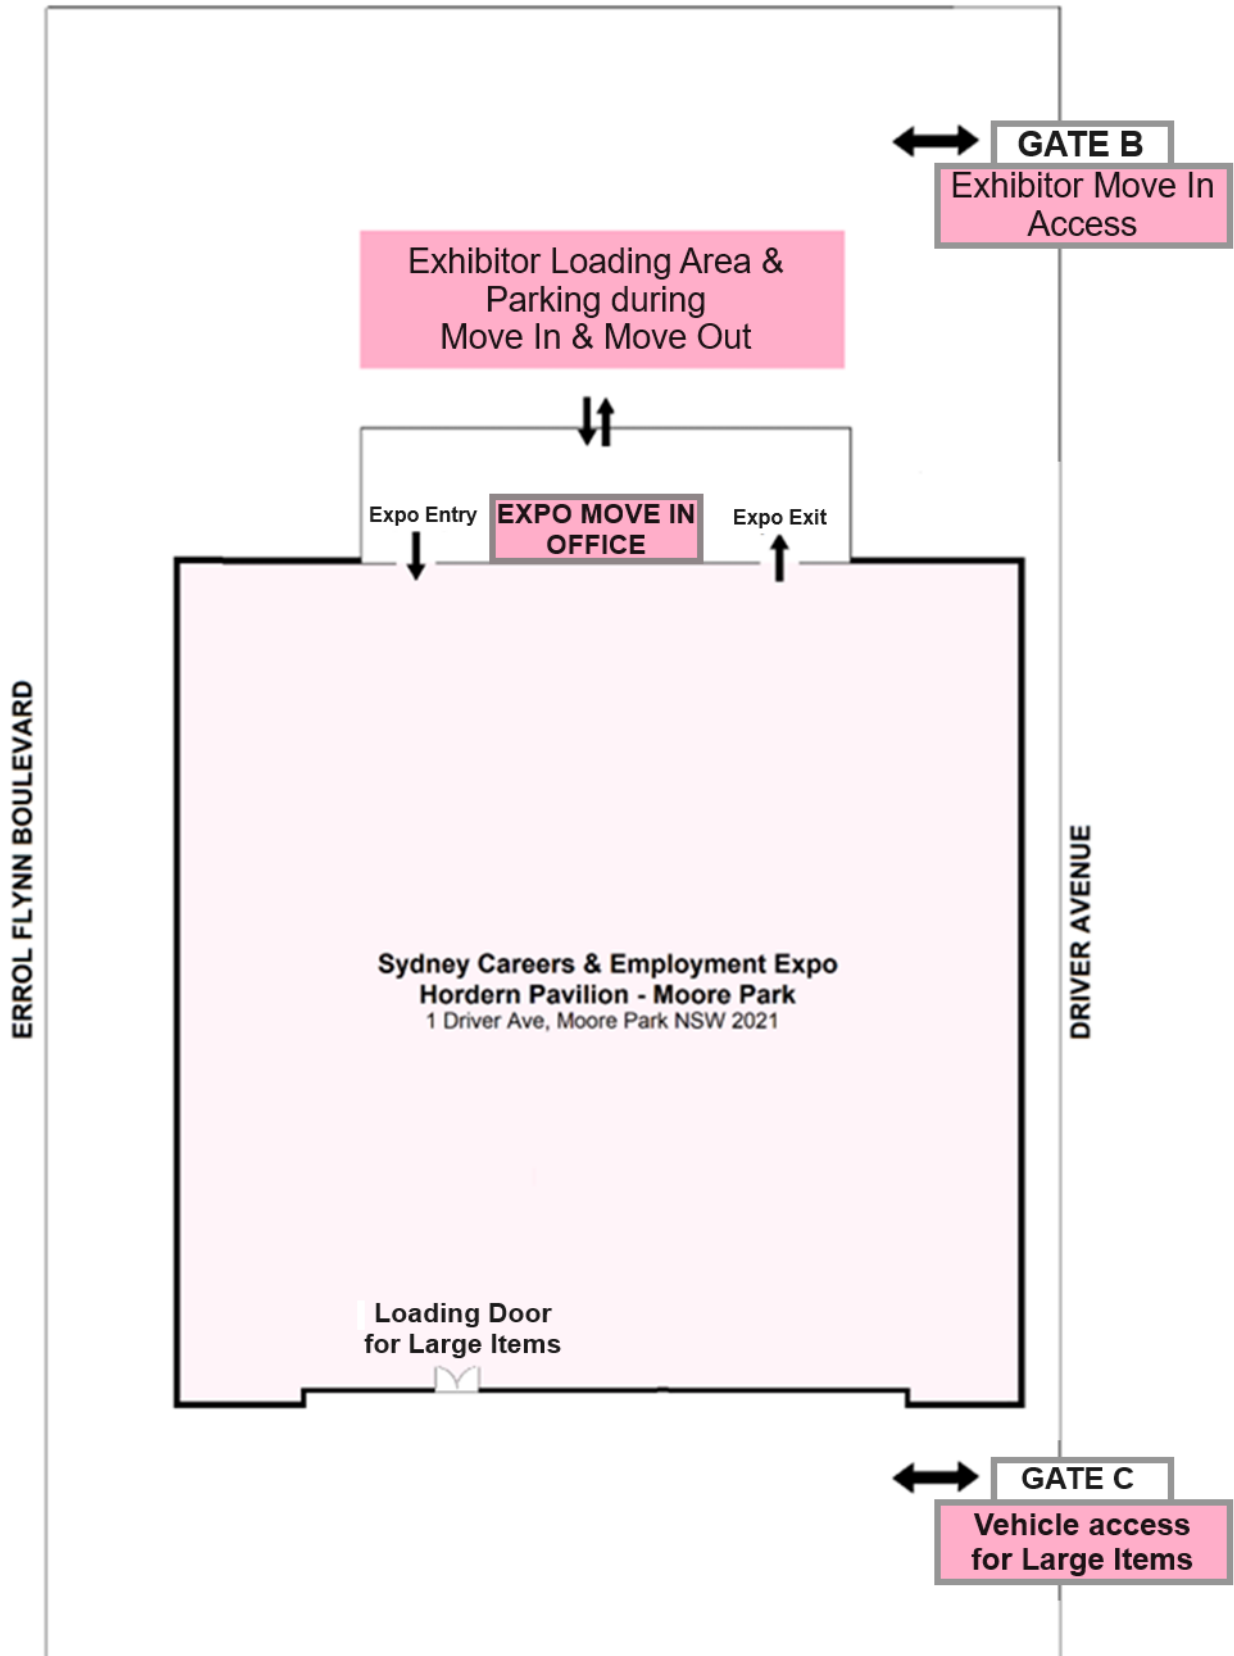 GATE B
Exhibitor Move In
Access
Exhibitor Loading Area &
Parking during
Move In & Move Out
Expo Entry
EXPO MOVE IN
OFFICE
Expo Exit
ERROL FLYNN BOULEVARD
DRIVER AVENUE
Sydney Careers & Employment Expo
Hordern Pavilion - Moore Park
1 Driver Ave, Moore Park NSW 2021
Loading Door
for Large Items
GATE C
Vehicle access
for Large Items